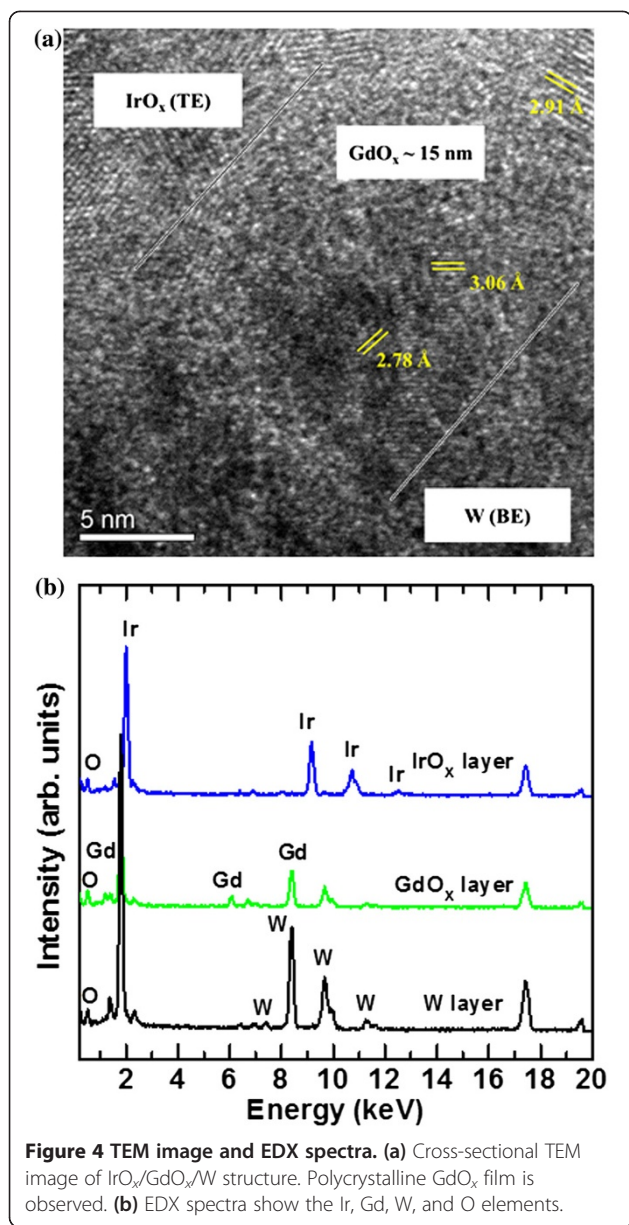 (a)
IrOx (TE)
2.91 Å
GdOx ~ 15 nm
3.06 Å
2.78 Å
W (BE)
5 nm
(b)
Intensity (arb. units)
Ir
O
Ir
Ir
Ir
IrOx layer
Gd
O
Gd
Gd
GdOx layer
O
W
W
W
W
W layer
2 4 6 8 10 12 14 16 18 20
Energy (keV)
Figure 4 TEM image and EDX spectra. (a) Cross-sectional TEM
image of IrOx/GdOx/W structure. Polycrystalline GdOx film is
observed. (b) EDX spectra show the Ir, Gd, W, and O elements.